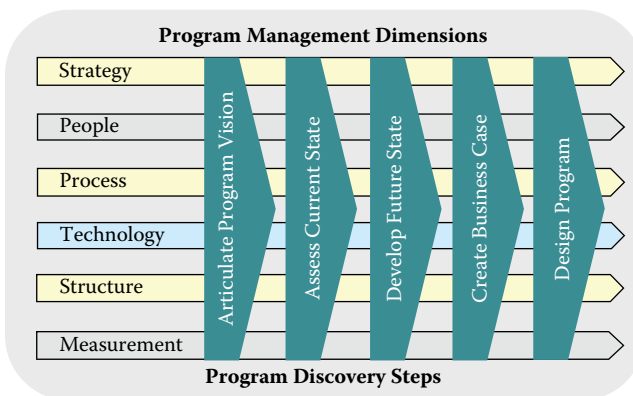 Program Management Dimensions
Strategy
People
Process
Technology
Structure
Measurement
Articulate Program Vision
Assess Current State
Develop Future State
Create Business Case
Design Program
Program Discovery Steps